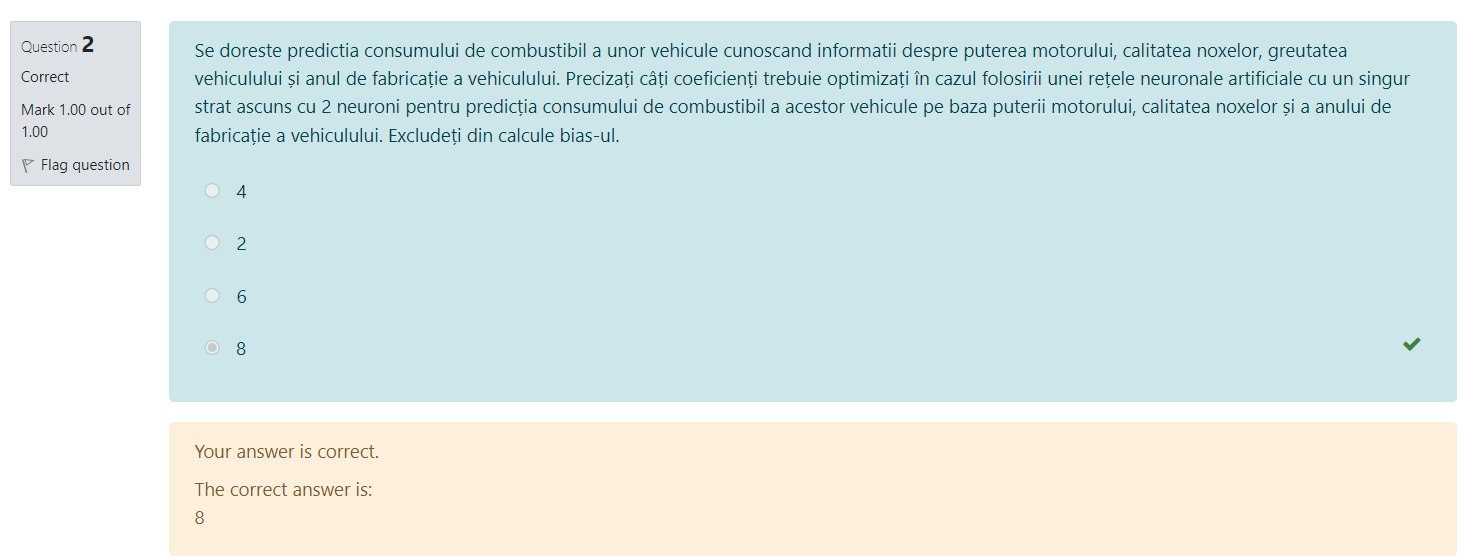 Question 2
Correct
Mark 1.00 out of
1.00
Flag question
Se doreste predictia consumului de combustibil a unor vehicule cunoscand informatii despre puterea motorului, calitatea noxelor, greutatea
vehiculului și anul de fabricație a vehiculului. Precizați câți coeficienți trebuie optimizați în cazul folosirii unei rețele neuronale artificiale cu un singur
strat ascuns cu 2 neuroni pentru predicția consumului de combustibil a acestor vehicule pe baza puterii motorului, calitatea noxelor și a anului de
fabricație a vehiculului. Excludeți din calcule bias-ul.
4
2
6
8
Your answer is correct.
The correct answer is:
8